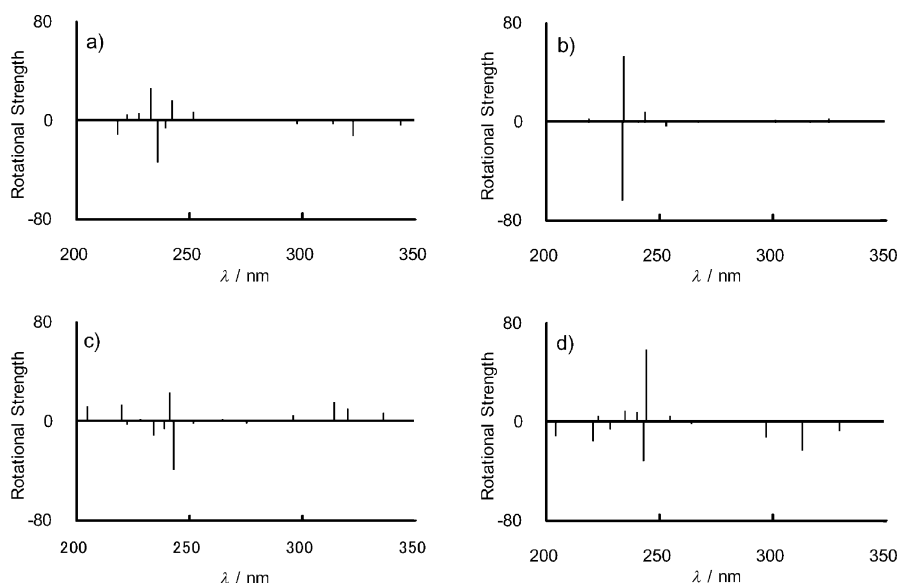 a)
80
0
-80
Rotational Strength
200 250 300 350
λ / nm
b)
80
0
-80
Rotational Strength
200 250 300 350
λ / nm
c)
80
0
-80
Rotational Strength
200 250 300 350
λ / nm
d)
80
0
-80
Rotational Strength
200 250 300 350
λ / nm